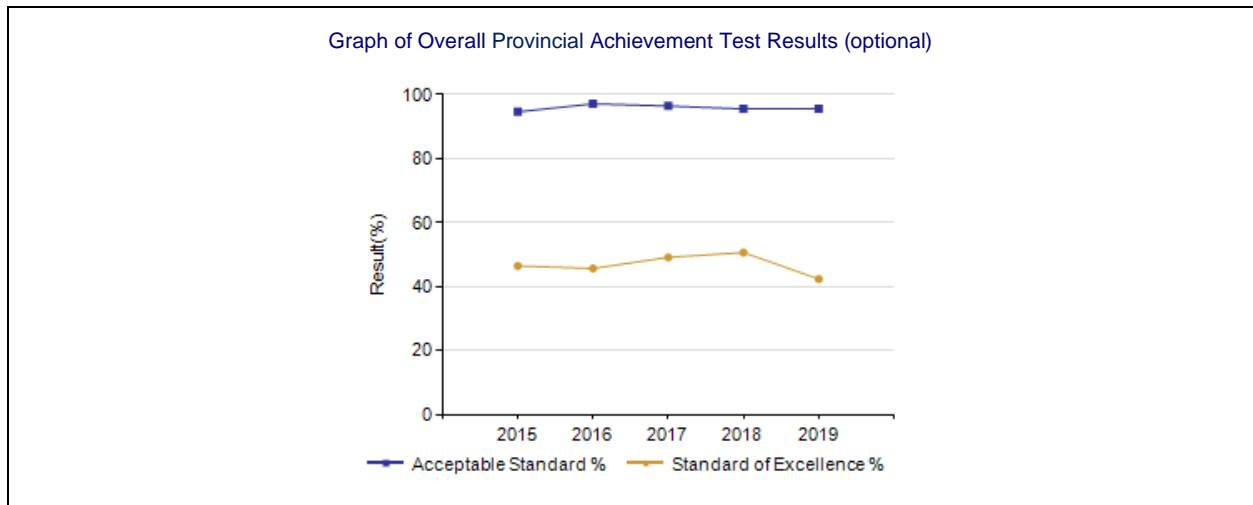 Graph of Overall Provincial Achievement Test Results (optional)
100
80
60
40
20
0
Result(%)
2015 2016 2017 2018 2019
Acceptable Standard % Standard of Excellence %